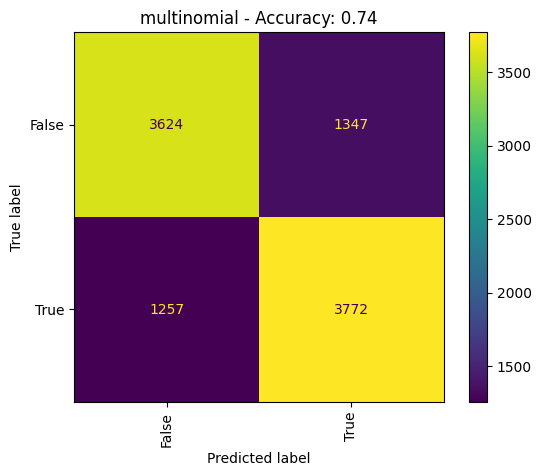 multinomial - Accuracy: 0.74
False
3624
1347
True
1257
3772
True label
False
True
Predicted label
3500
3000
2500
2000
1500